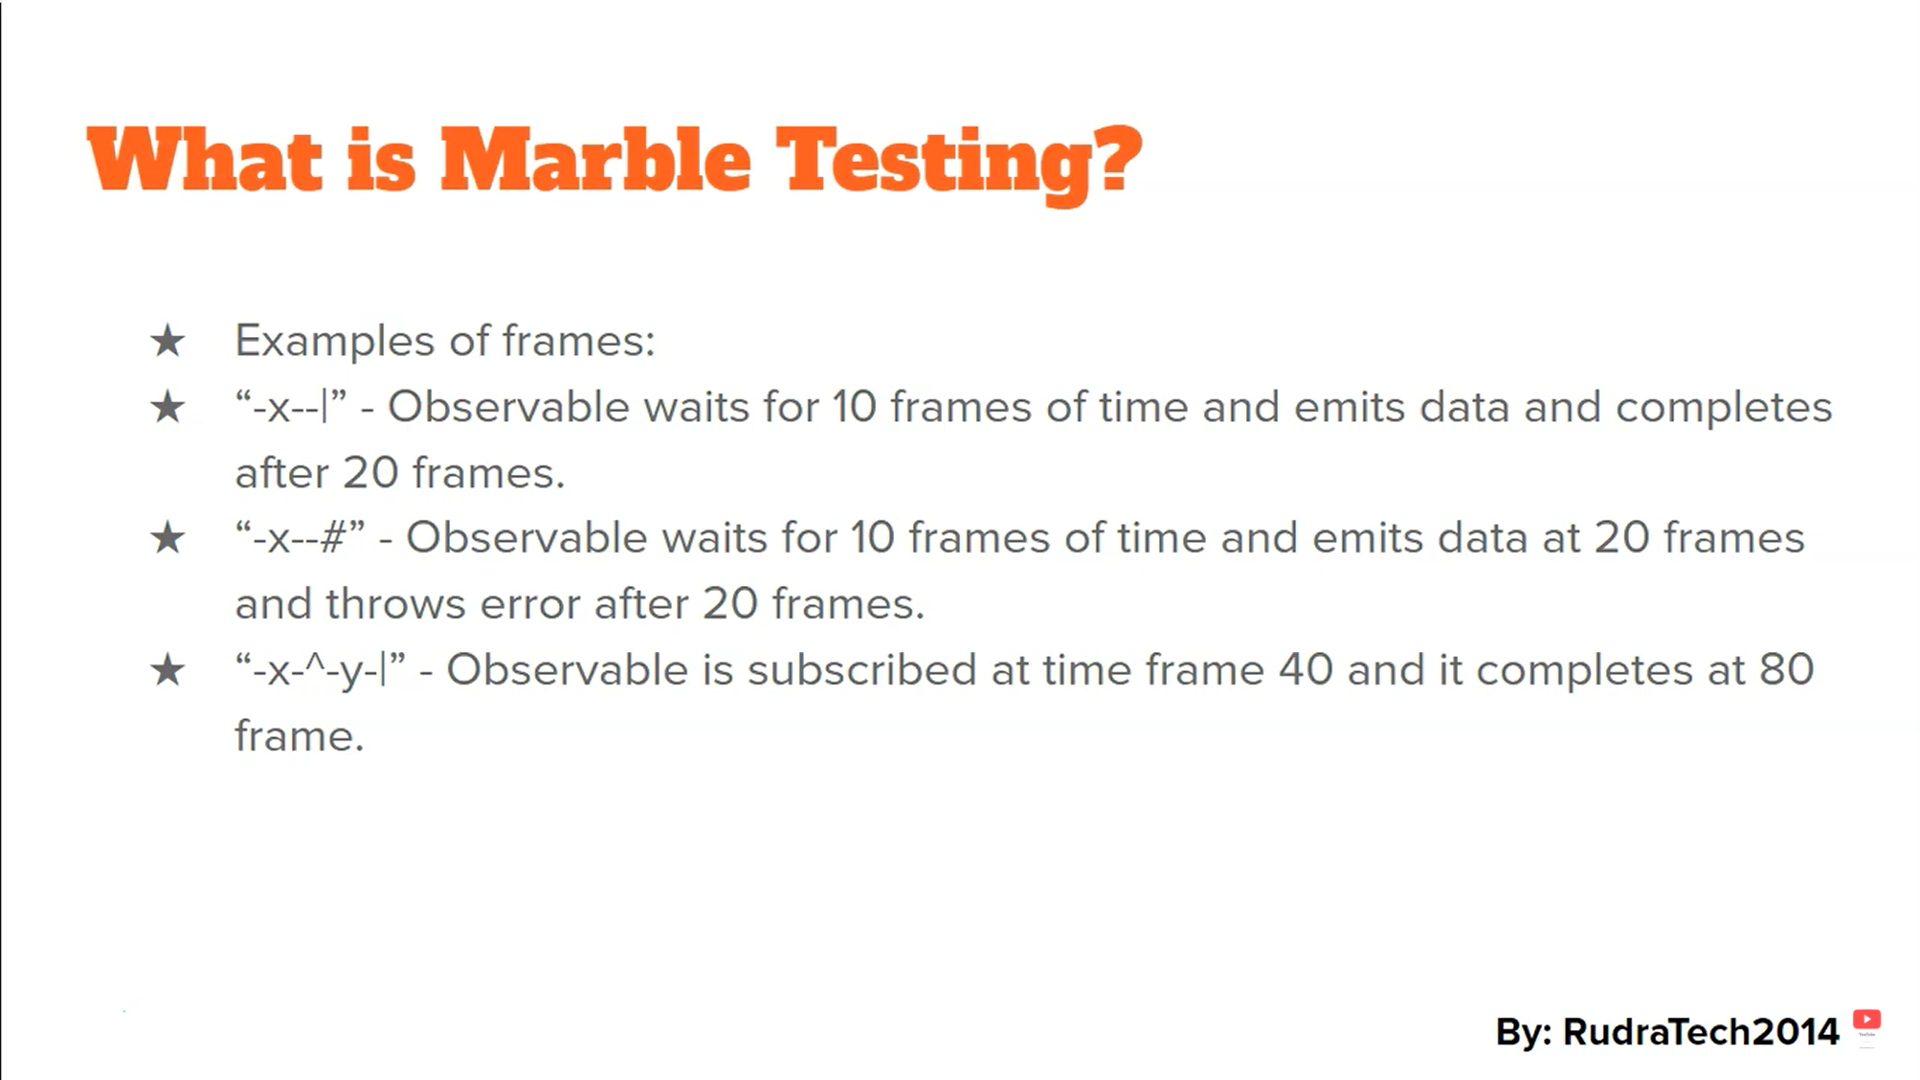 What is Marble Testing?
★ Examples of frames:
★ “-x--|” - Observable waits for 10 frames of time and emits data and completes
after 20 frames.
★ “-x--#” - Observable waits for 10 frames of time and emits data at 20 frames
and throws error after 20 frames.
★ “-x-^-y-|” - Observable is subscribed at time frame 40 and it completes at 80
frame.
By: RudraTech2014